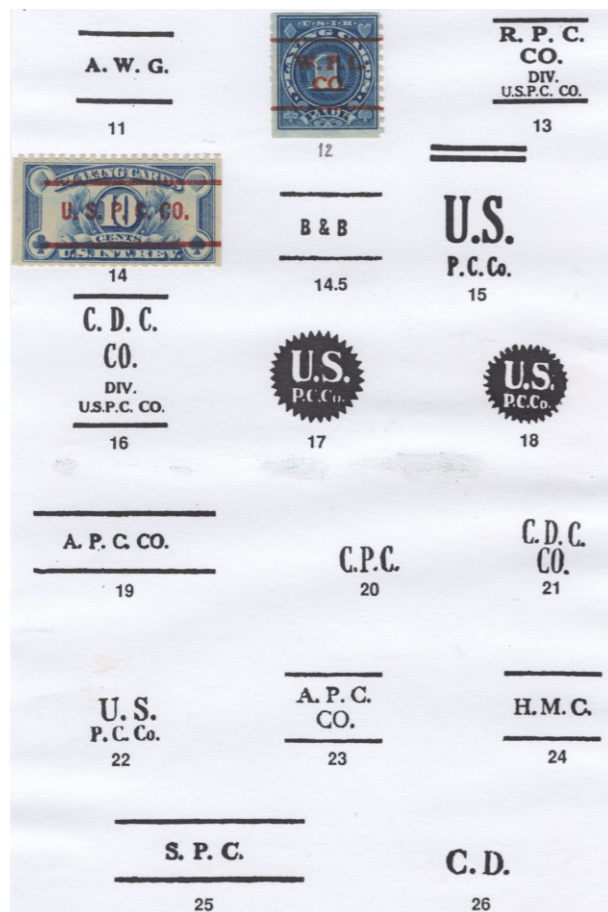 A. W. G.
11
U·S·I·R
PLAYING CARDS
W. P. L.
CO.
1
PACK
12
R. P. C.
CO.
DIV.
U.S.P.C. CO.
13
PLAYING CARDS
10
U. S. P. C. CO.
CENTS
U.S. INT. REV.
14
B & B
14.5
U.S.
P.C.Co.
15
C. D. C.
CO.
DIV.
U.S.P.C. CO.
16
U.S.
P.C.Co.
17
U.S.
P.C.Co.
18
A. P. C. CO.
19
C.P.C.
20
C.D.C.
CO.
21
U. S.
P. C. Co.
22
A. P. C.
CO.
23
H. M. C.
24
S. P. C.
25
C. D.
26